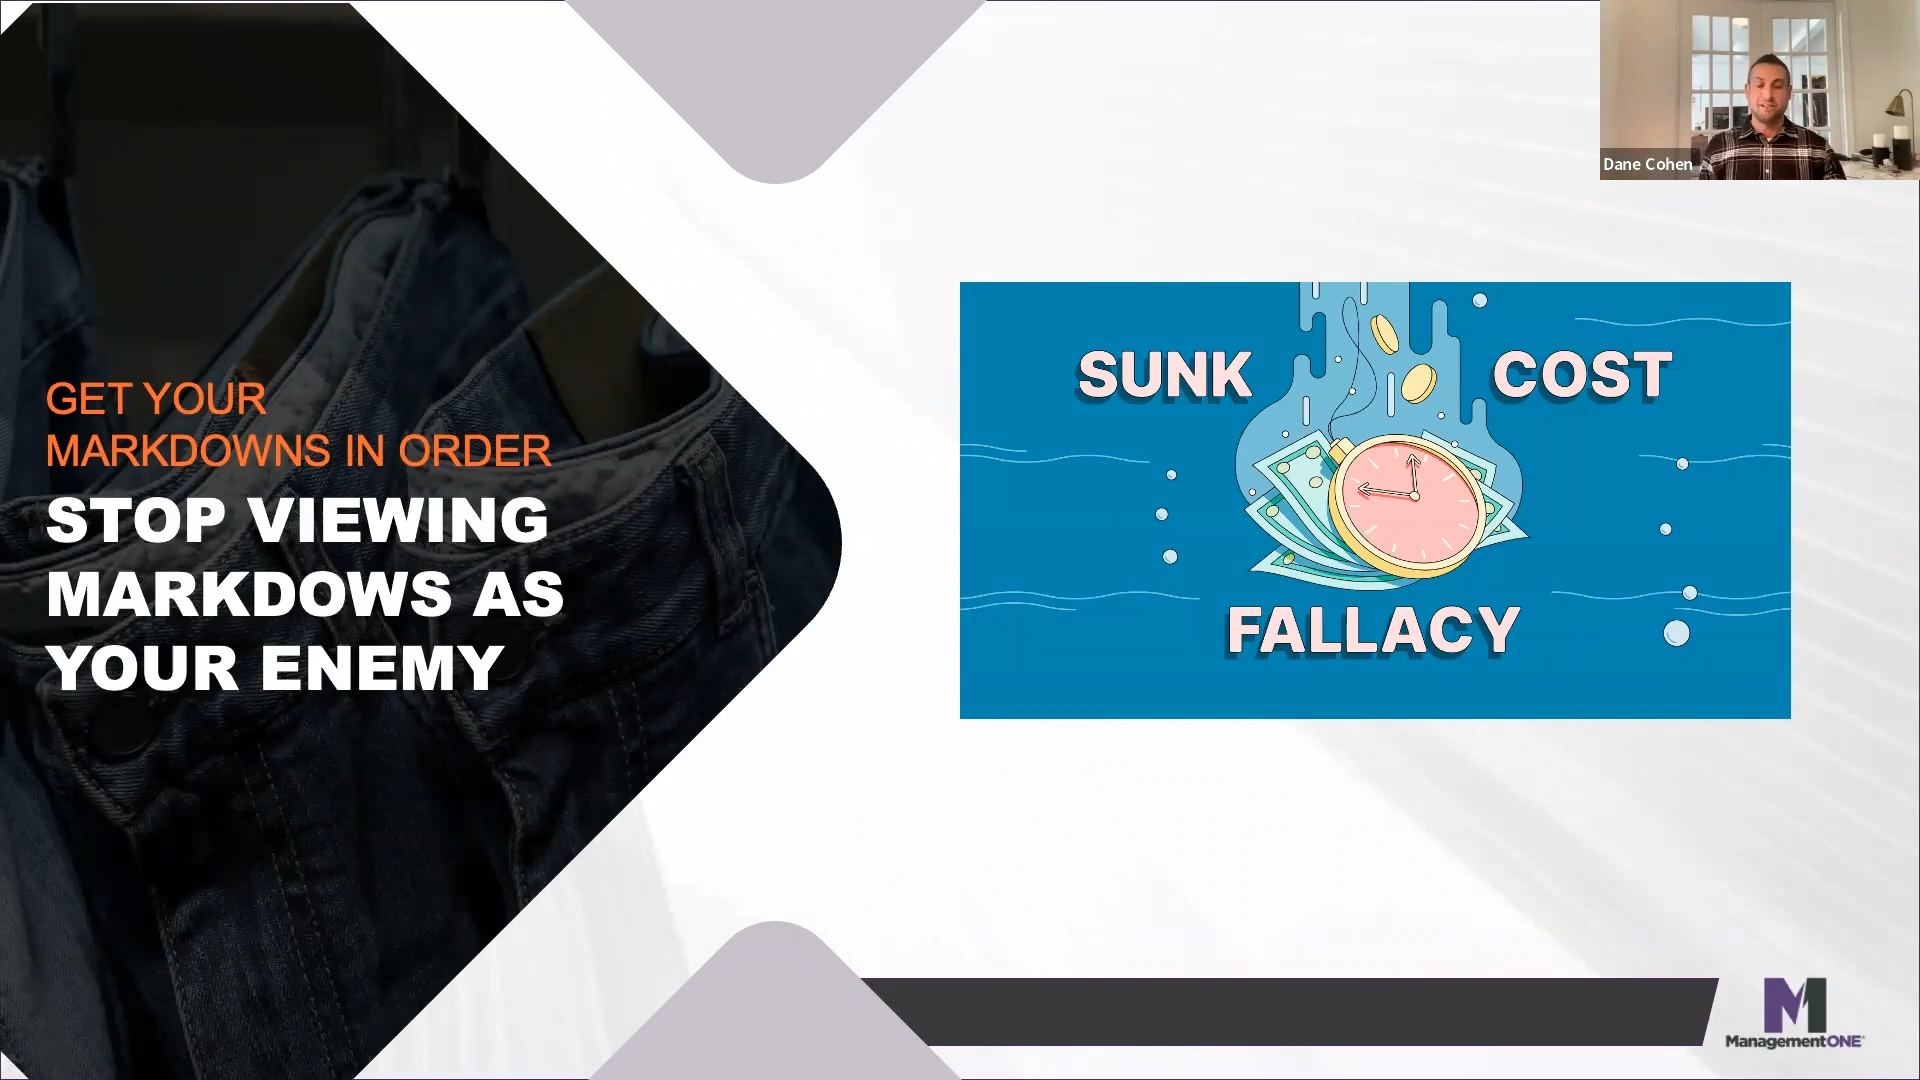 GET YOUR
MARKDOWNS IN ORDER
STOP VIEWING
MARKDOWS AS
YOUR ENEMY
SUNK COST
FALLACY
Dane Cohen
M
ManagementONE